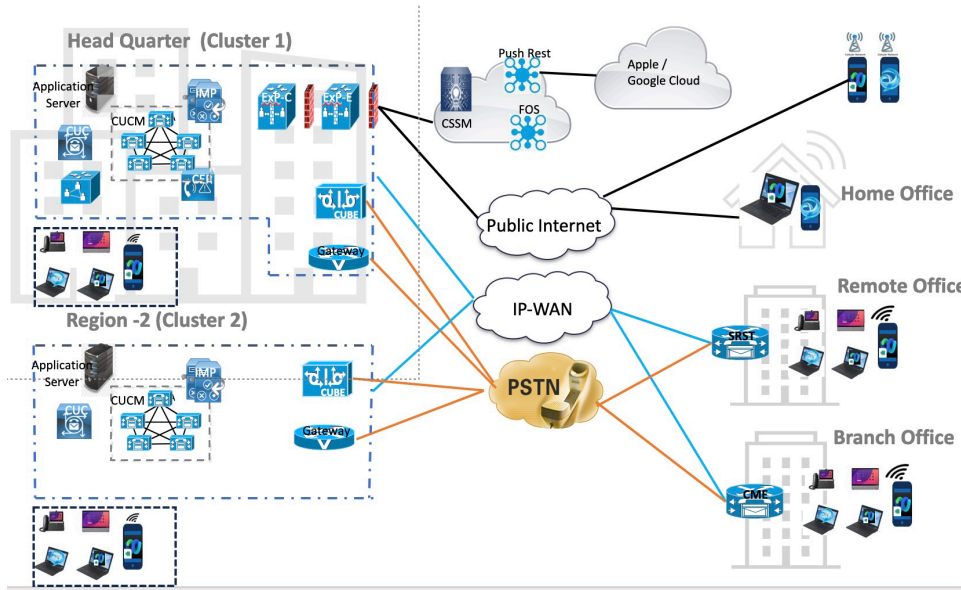 Head Quarter (Cluster 1)
Application
Server
IMP
CUCM
CUC
CER
ExP-C
ExP-E
CUBE
Gateway
V
Push Rest
CSSM
FOS
Apple /
Google Cloud
Public Internet
Home Office
IP-WAN
Remote Office
SRST
PSTN
Region -2 (Cluster 2)
Application
Server
IMP
CUCM
CUC
CUBE
Gateway
V
Branch Office
CME